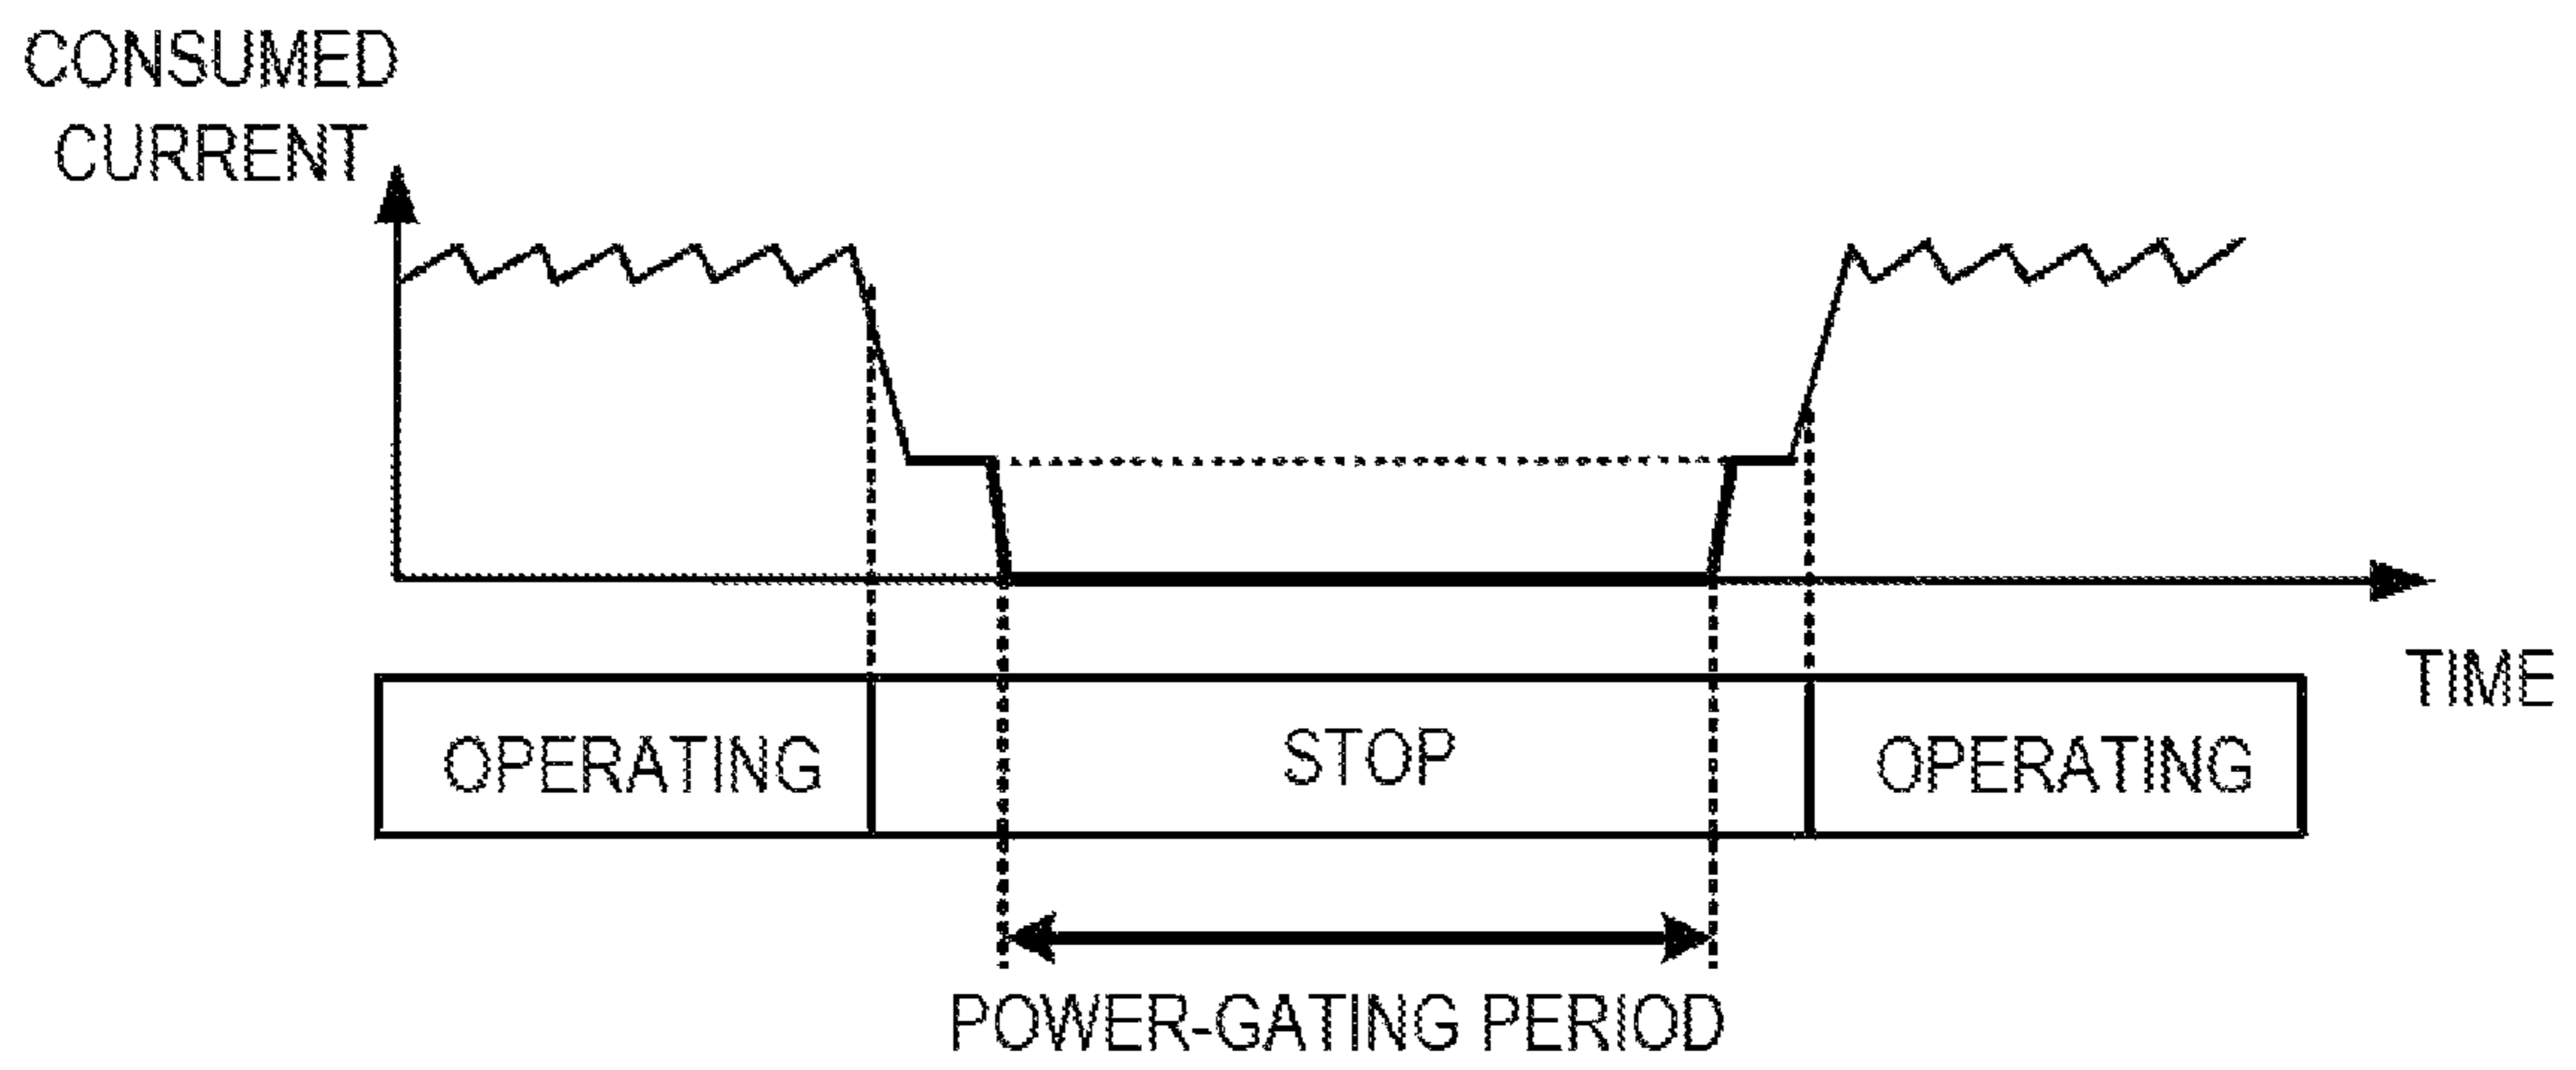 CONSUMED
CURRENT
TIME
OPERATING
STOP
OPERATING
POWER-GATING PERIOD